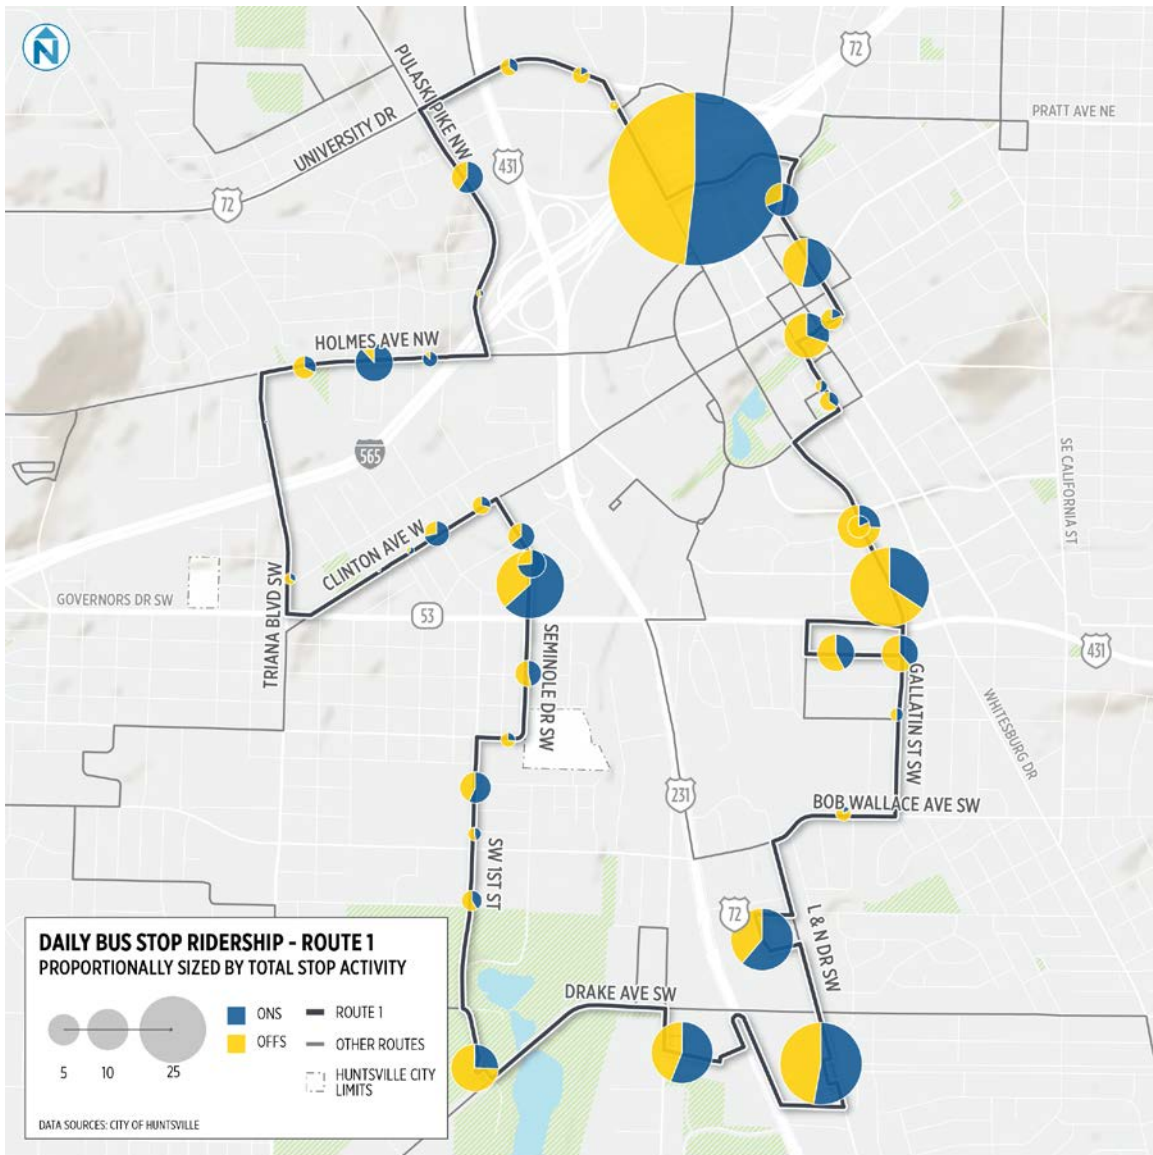 N
72
PULASKI PIKE NW
PRATT AVE NE
UNIVERSITY DR
431
72
HOLMES AVE NW
565
SE CALIFORNIA ST
CLINTON AVE W
GOVERNORS DR SW
53
TRIANA BLVD SW
SEMINOLE DR SW
431
GALLATIN ST SW
WHITESBURG DR
231
BOB WALLACE AVE SW
SW 1ST ST
72
L & N DR SW
DRAKE AVE SW
DAILY BUS STOP RIDERSHIP - ROUTE 1
PROPORTIONALLY SIZED BY TOTAL STOP ACTIVITY
5 10 25
ONS
OFFS
ROUTE 1
OTHER ROUTES
HUNTSVILLE CITY
LIMITS
DATA SOURCES: CITY OF HUNTSVILLE